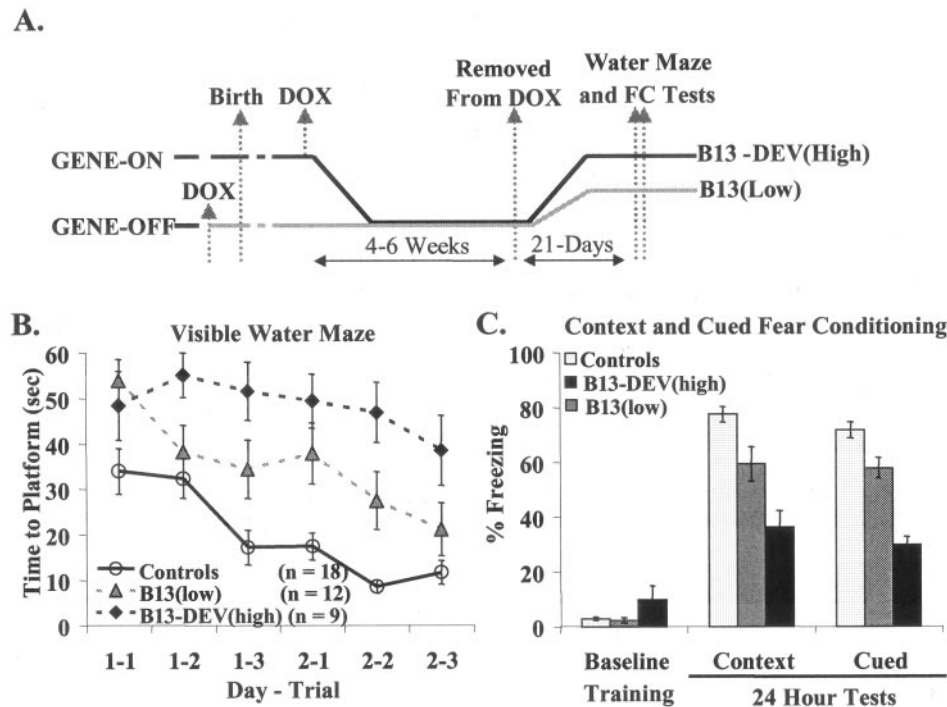 A.
Removed
From DOX
Water Maze
and FC Tests
Birth DOX
GENE-ON
B13 -DEV(High)
DOX
B13(Low)
GENE-OFF
4-6 Weeks
21-Days
B.
Visible Water Maze
Time to Platform (sec)
60
50
40
30
20
10
0
Controls (n = 18)
B13(low) (n = 12)
B13-DEV(high) (n = 9)
1-1 1-2 1-3 2-1 2-2 2-3
Day - Trial
C.
Context and Cued Fear Conditioning
% Freezing
100
80
60
40
20
0
Controls
B13-DEV(high)
B13(low)
Baseline
Training
Context Cued
24 Hour Tests